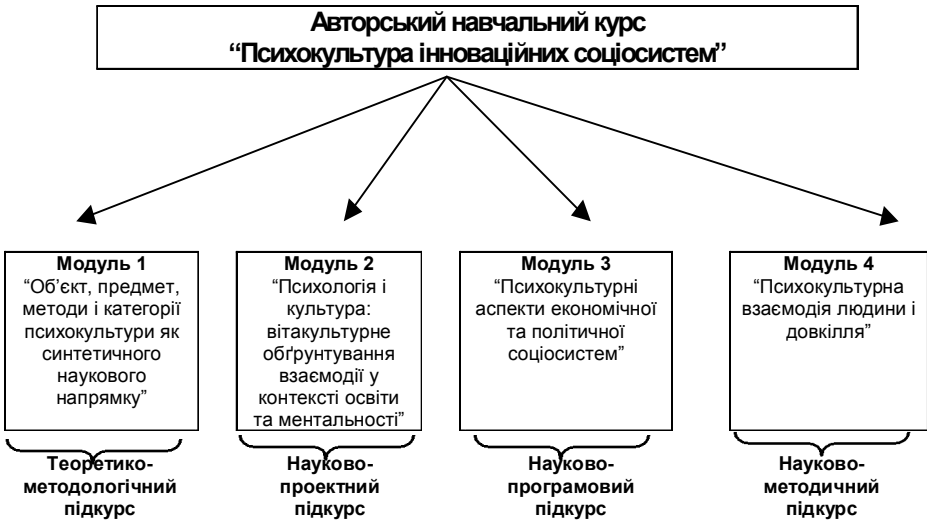 Авторський навчальний курс
“Психокультура інноваційних соціосистем”
Модуль 1
“Об’єкт, предмет,
методи і категорії
психокультури як
синтетичного
наукового
напрямку”
Теоретико-
методологічний
підкурс
Модуль 2
“Психологія і
культура:
вітакультурне
обґрунтування
взаємодії у
контексті освіти
та ментальності”
Науково-
проектний
підкурс
Модуль 3
“Психокультурні
аспекти економічної
та політичної
соціосистем”
Науково-
програмовий
підкурс
Модуль 4
“Психокультурна
взаємодія людини і
довкілля”
Науково-
методичний
підкурс